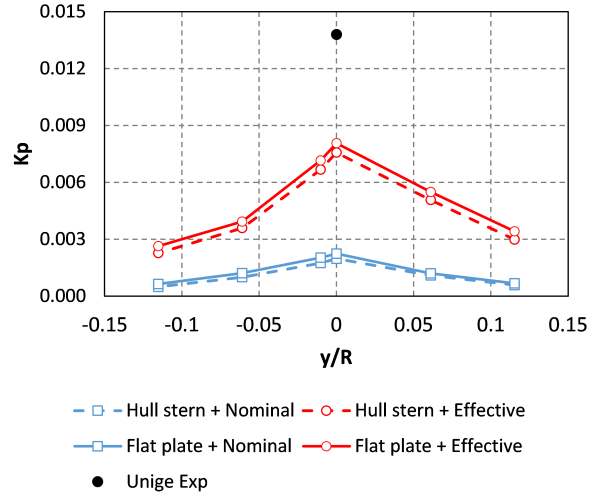 0.015
0.012
0.009
0.006
0.003
0.000
Kp
-0.15 -0.1 -0.05 0 0.05 0.1 0.15
y/R
Hull stern + Nominal Hull stern + Effective
Flat plate + Nominal Flat plate + Effective
Unige Exp